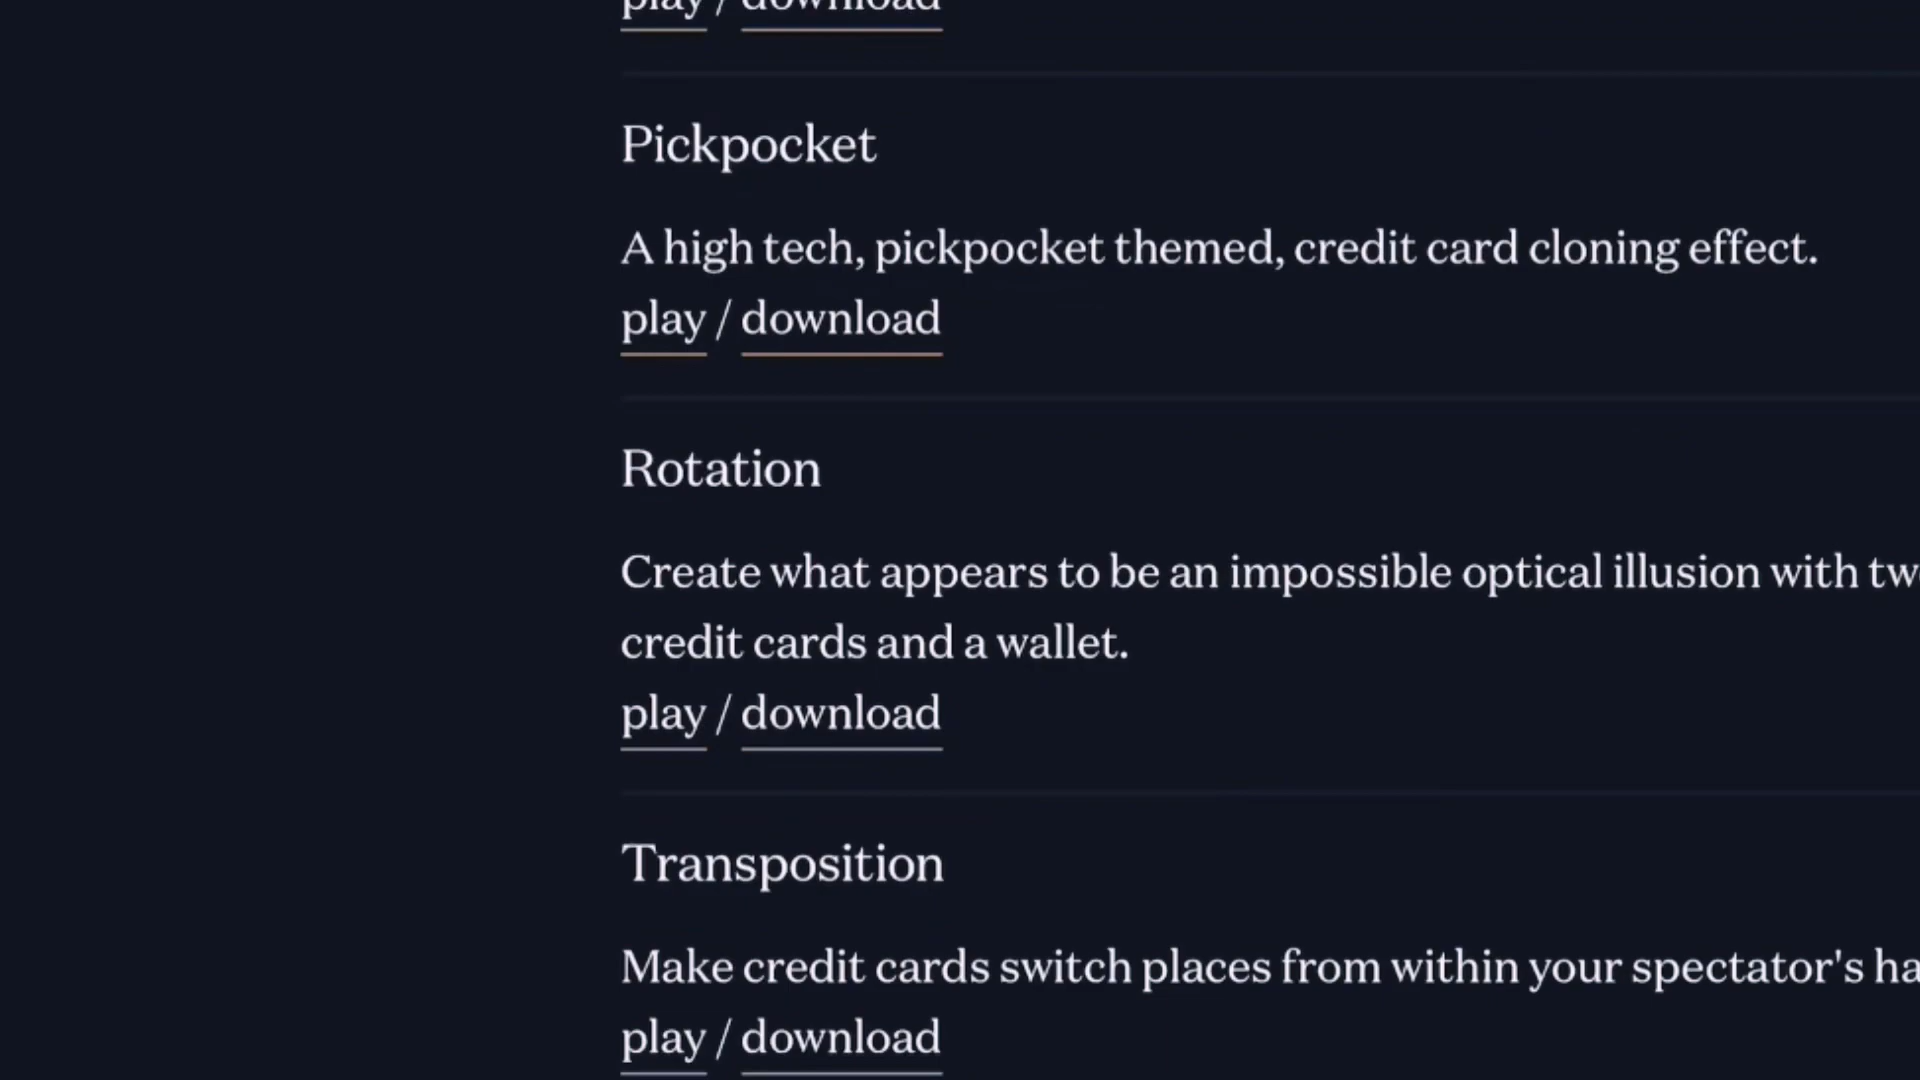 play / download
Pickpocket
A high tech, pickpocket themed, credit card cloning effect.
play / download
Rotation
Create what appears to be an impossible optical illusion with
credit cards and a wallet.
play / download
Transposition
Make credit cards switch places from within your spectator's
play / download